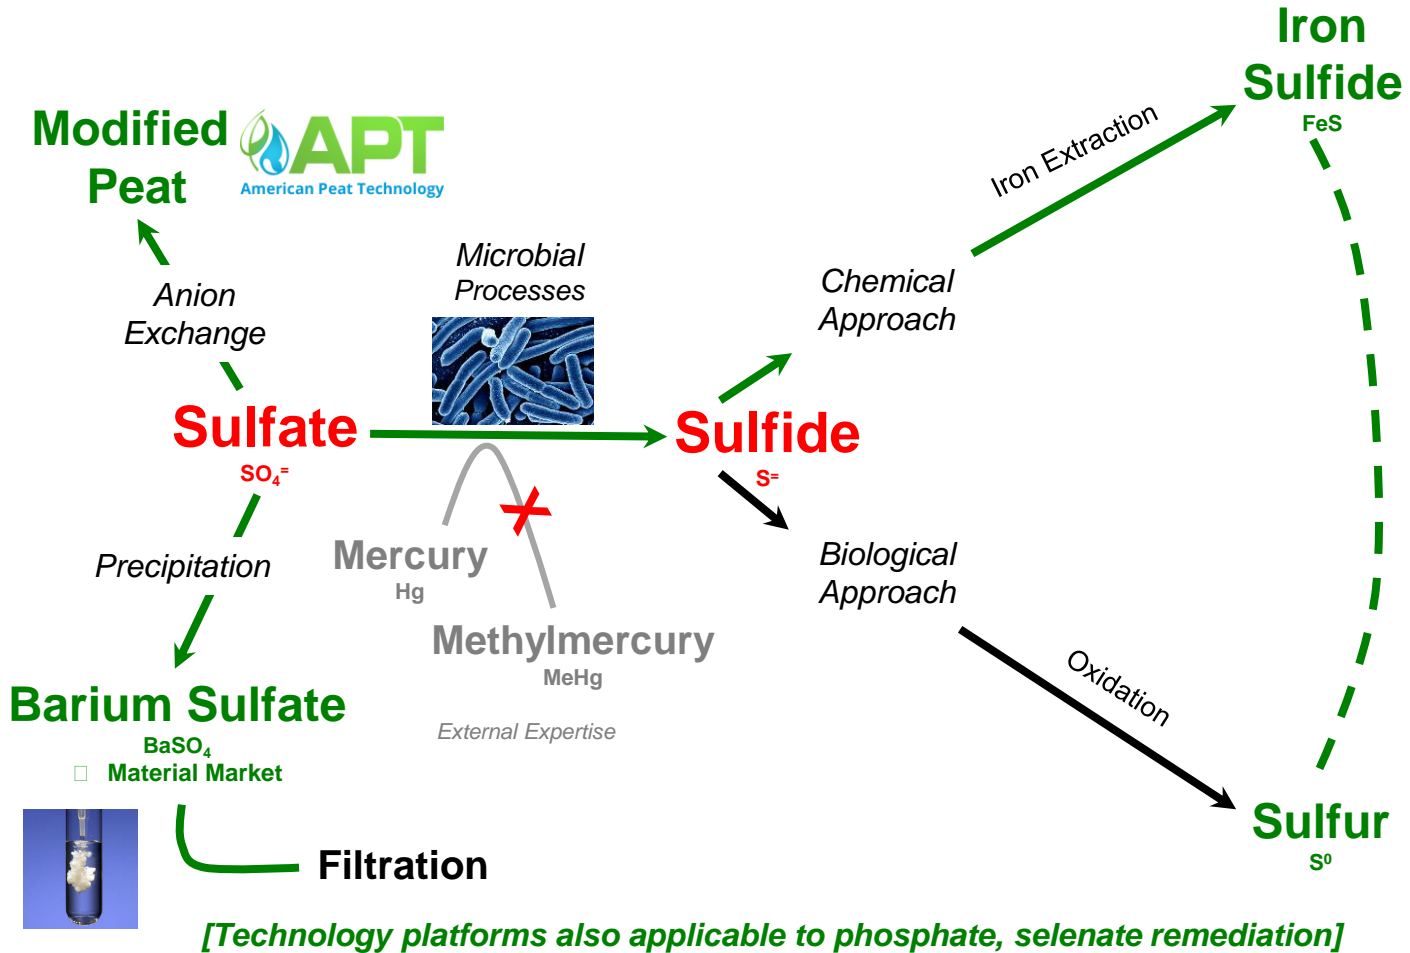 Iron
Sulfide
FeS
Modified
Peat
APT
American Peat Technology
Iron Extraction
Microbial
Processes
Chemical
Approach
Anion
Exchange
Sulfate
SO₄⁼
Sulfide
S⁼
Precipitation
Mercury
Hg
Biological
Approach
Methylmercury
MeHg
External Expertise
Oxidation
Barium Sulfate
BaSO₄
□ Material Market
Sulfur
S⁰
Filtration
[Technology platforms also applicable to phosphate, selenate remediation]